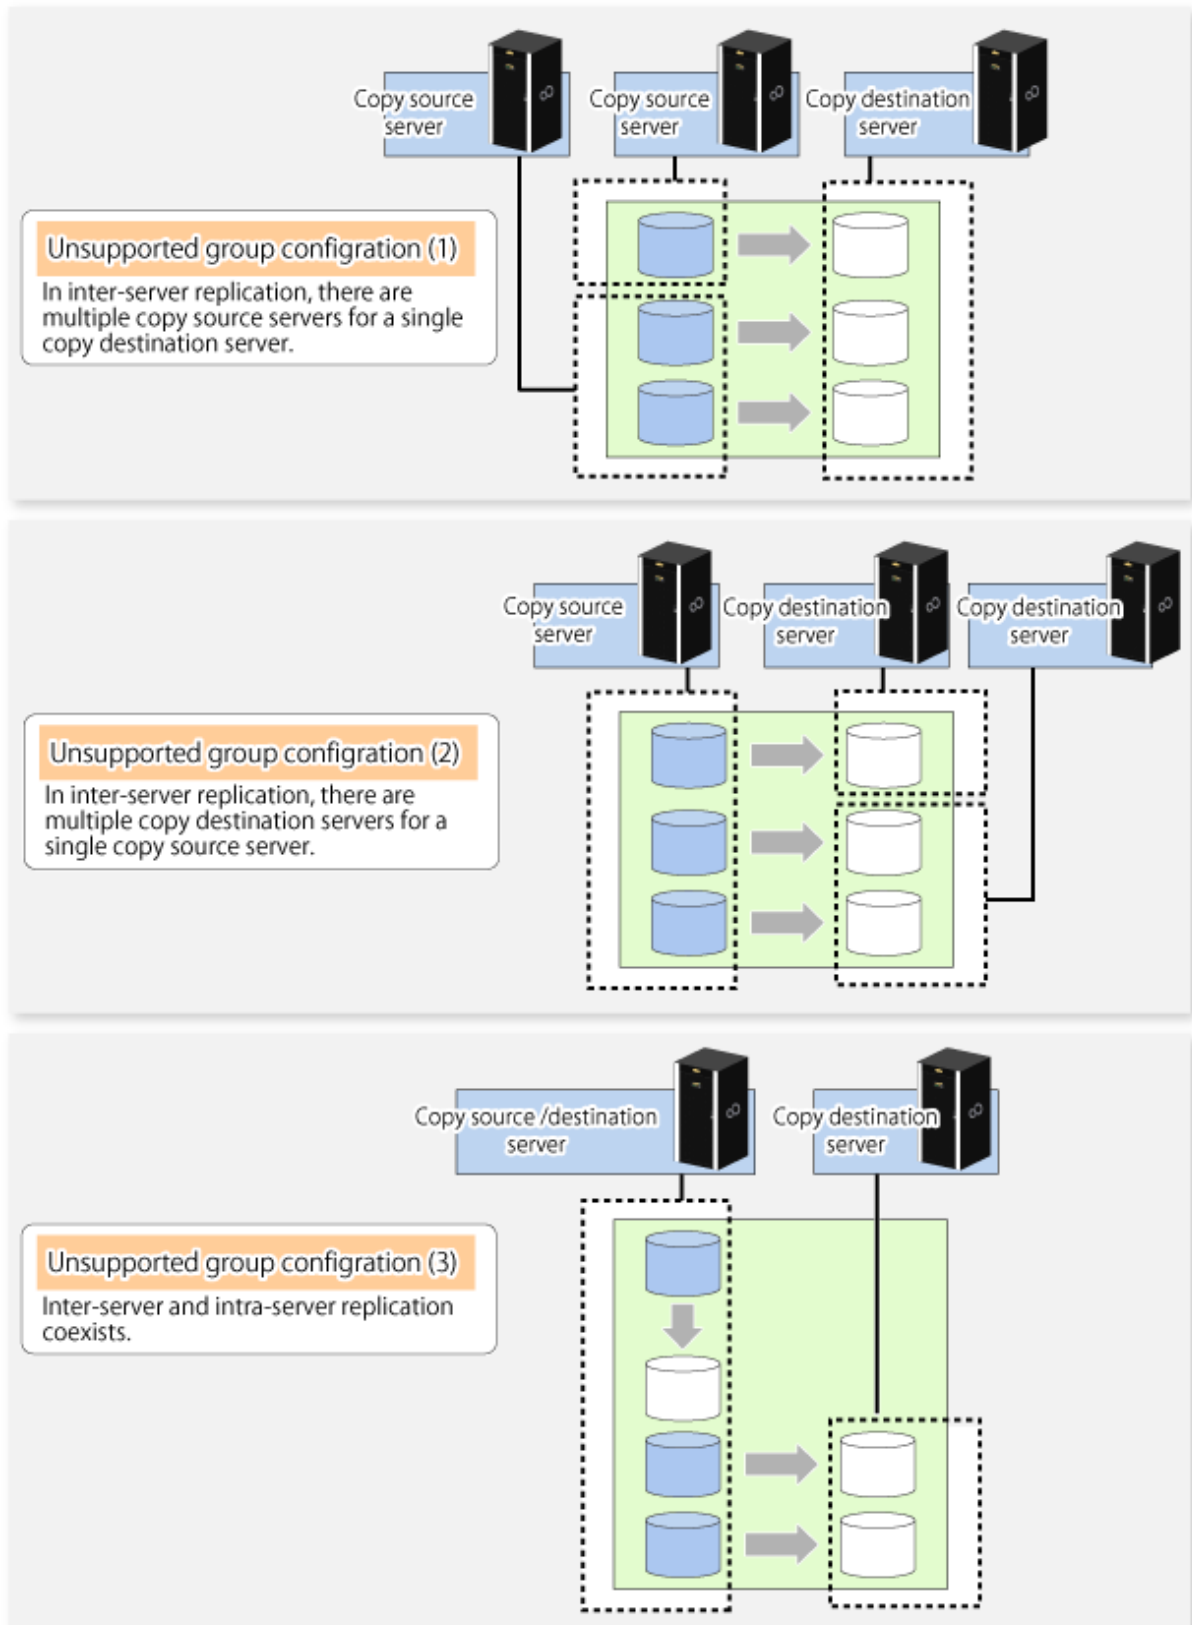 Copy source
server
Copy source
server
Copy destination
server
Unsupported group configration (1)
In inter-server replication, there are
multiple copy source servers for a single
copy destination server.
Copy source
server
Copy destination
server
Copy destination
server
Unsupported group configration (2)
In inter-server replication, there are
multiple copy destination servers for a
single copy source server.
Copy source /destination
server
Copy destination
server
Unsupported group configration (3)
Inter-server and intra-server replication
coexists.